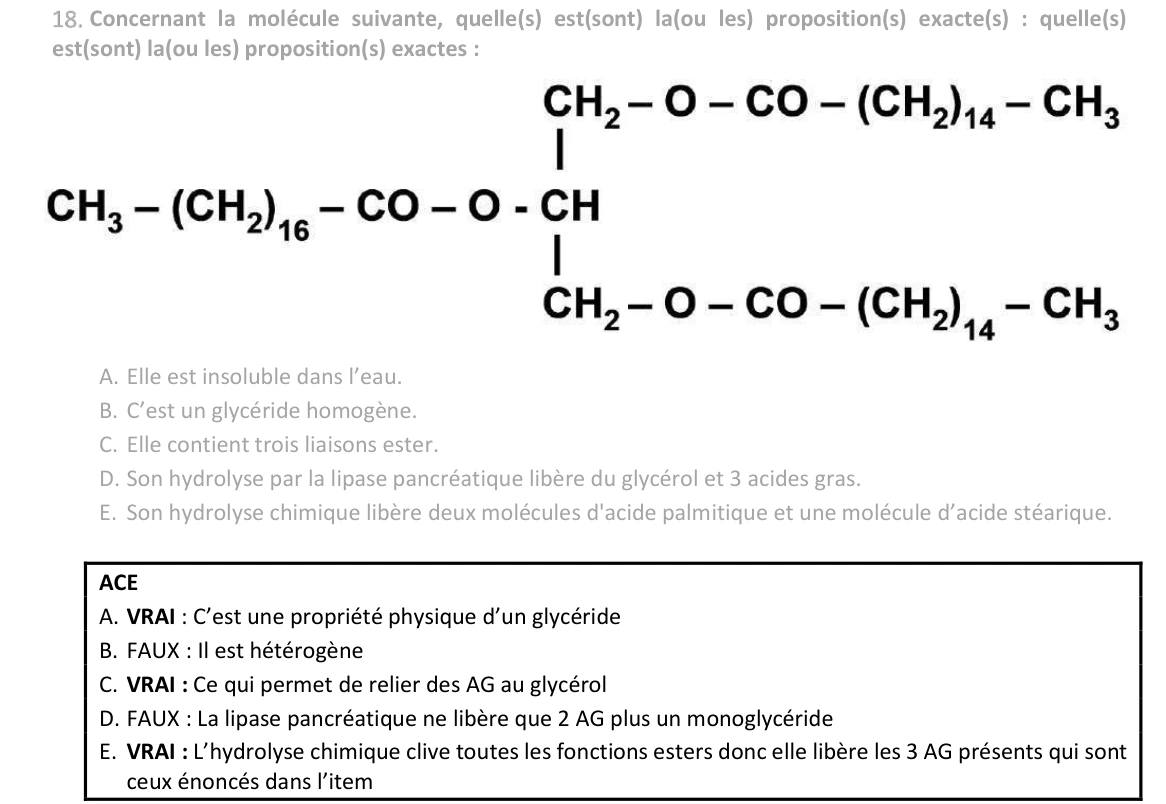 18. Concernant la molécule suivante, quelle(s) est(sont) la(ou les) proposition(s) exacte(s) : quelle(s)
est(sont) la(ou les) proposition(s) exactes :
CH₂ – O – CO – (CH₂)₁₄ – CH₃
|
CH₃ – (CH₂)₁₆ – CO – O - CH
|
CH₂ – O – CO – (CH₂)₁₄ – CH₃
A. Elle est insoluble dans l’eau.
B. C’est un glycéride homogène.
C. Elle contient trois liaisons ester.
D. Son hydrolyse par la lipase pancréatique libère du glycérol et 3 acides gras.
E. Son hydrolyse chimique libère deux molécules d'acide palmitique et une molécule d’acide stéarique.
ACE
A. VRAI : C’est une propriété physique d’un glycéride
B. FAUX : Il est hétérogène
C. VRAI : Ce qui permet de relier des AG au glycérol
D. FAUX : La lipase pancréatique ne libère que 2 AG plus un monoglycéride
E. VRAI : L’hydrolyse chimique clive toutes les fonctions esters donc elle libère les 3 AG présents qui sont
ceux énoncés dans l’item